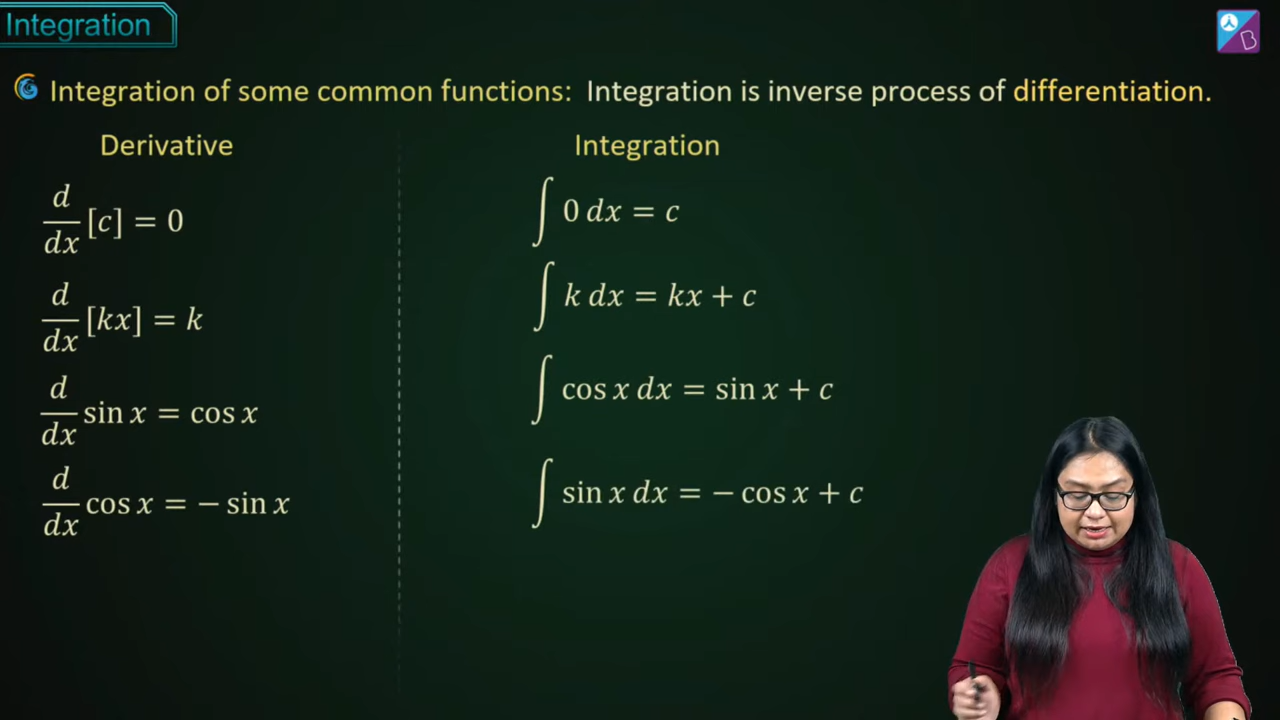 Integration
Integration of some common functions: Integration is inverse process of differentiation.
Derivative
d/dx [c] = 0
d/dx [kx] = k
d/dx sin x = cos x
d/dx cos x = − sin x
Integration
∫ 0 dx = c
∫ k dx = kx + c
∫ cos x dx = sin x + c
∫ sin x dx = − cos x + c
B